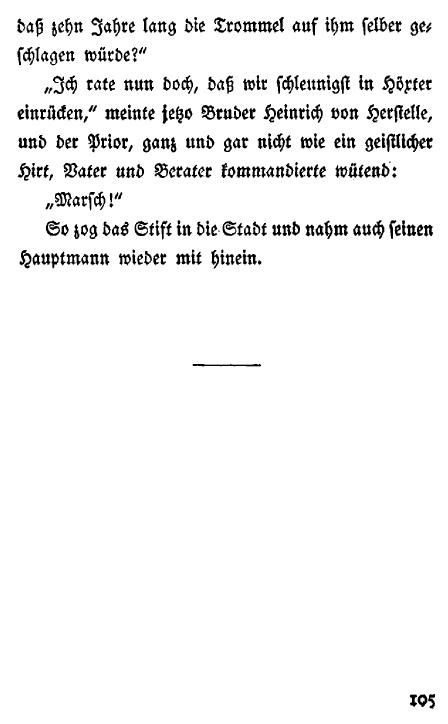 daß zehn Jahre lang die Trommel auf ihm selber ge-
schlagen würde?“
„Ich rate nun doch, daß wir schleunigst in Höxter
einrücken,“ meinte jetzo Bruder Heinrich von Herstelle,
und der Prior, ganz und gar nicht wie ein geistlicher
Hirt, Vater und Berater kommandierte wütend:
„Marsch!“
So zog das Stift in die Stadt und nahm auch seinen
Hauptmann wieder mit hinein.
105